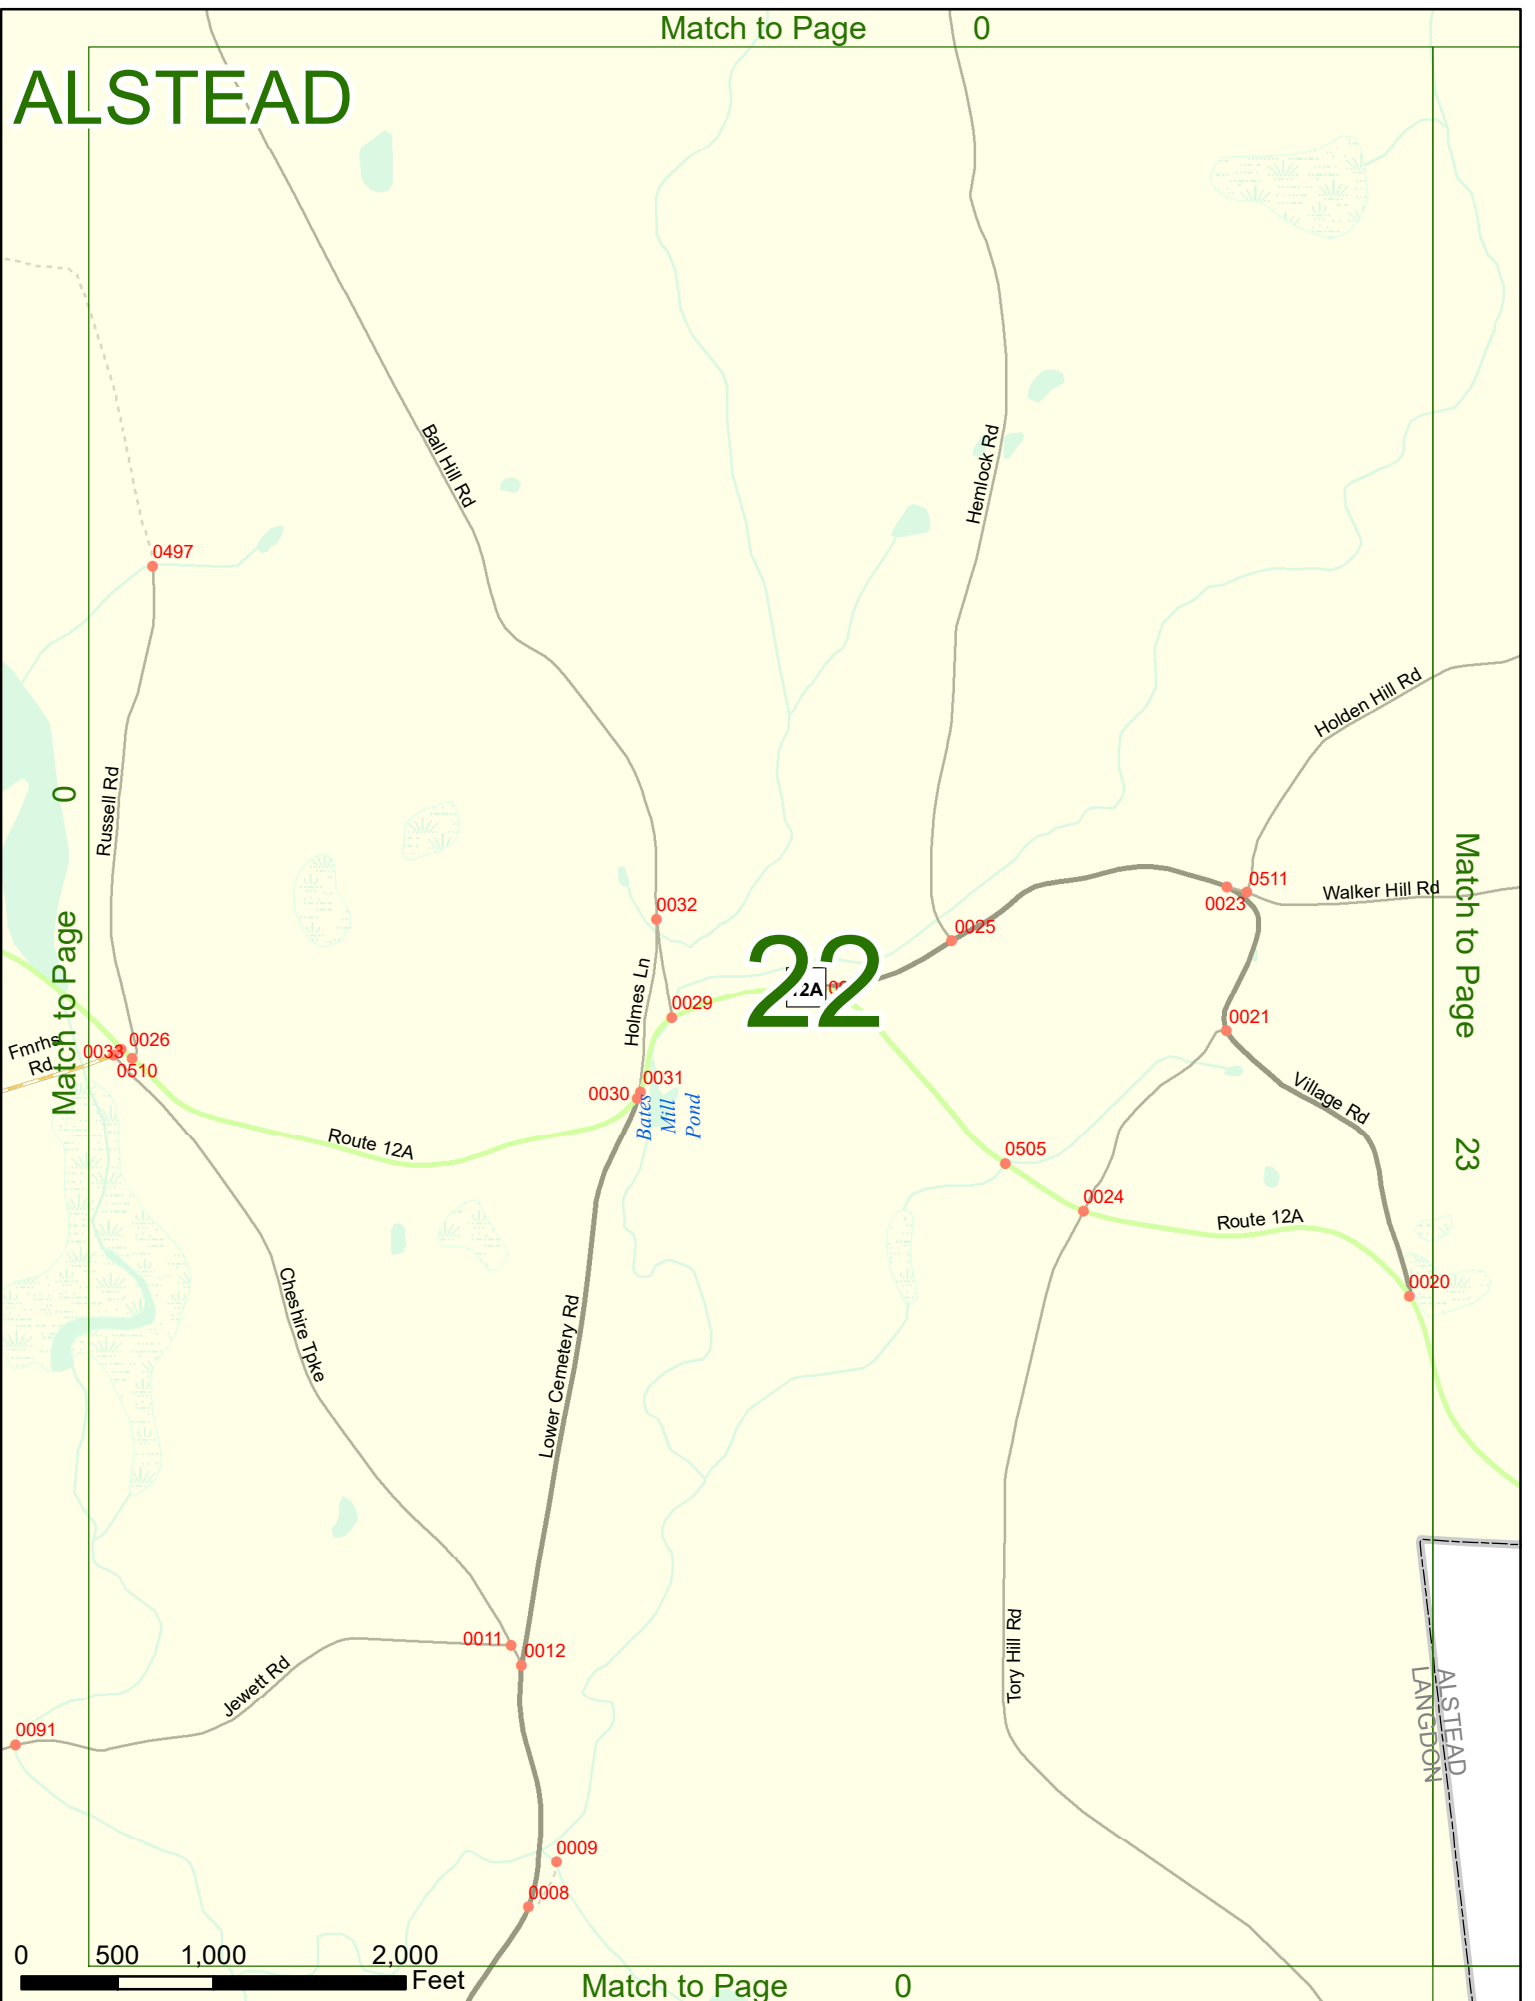 Match to Page 0
ALSTEAD
Ball Hill Rd
Hemlock Rd
0497
Holden Hill Rd
Russell Rd
0
Match to Page
0511
Walker Hill Rd
0023
0032
0025
22
Holmes Ln
0029
Match to Page
23
0021
Fmrhs
Rd
0033
0026
0510
0031
0030
Bates
Mill
Pond
Village Rd
Route 12A
0505
0024
Route 12A
0020
Cheshire Tpke
Lower Cemetery Rd
Tory Hill Rd
0011
0012
Jewett Rd
0091
ALSTEAD
LANGDON
0009
0008
0 500 1,000 2,000
Feet
Match to Page 0